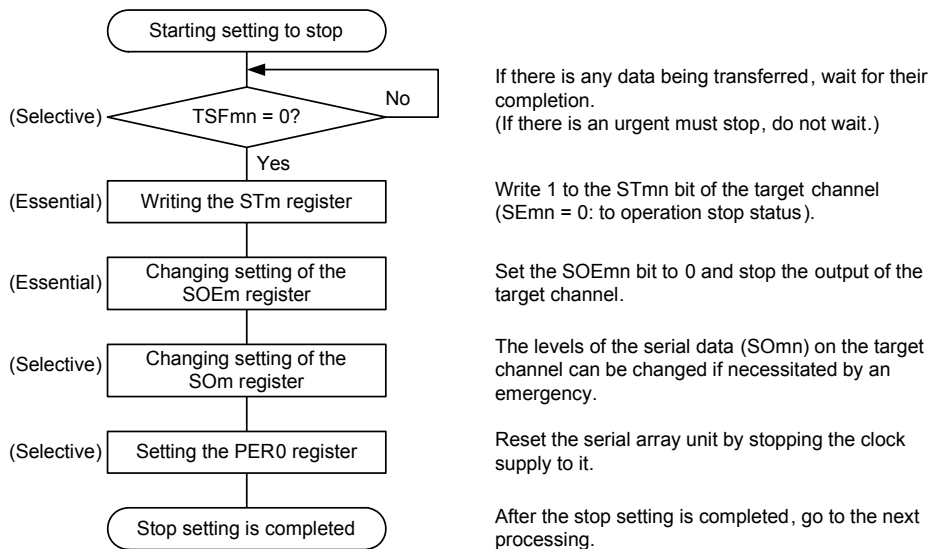 Starting setting to stop
No
(Selective)
TSFmn = 0?
If there is any data being transferred, wait for their
completion.
(If there is an urgent must stop, do not wait.)
Yes
(Essential)
Writing the STm register
Write 1 to the STmn bit of the target channel
(SEmn = 0: to operation stop status).
(Essential)
Changing setting of the
SOEm register
Set the SOEmn bit to 0 and stop the output of the
target channel.
(Selective)
Changing setting of the
SOm register
The levels of the serial data (SOmn) on the target
channel can be changed if necessitated by an
emergency.
(Selective)
Setting the PER0 register
Reset the serial array unit by stopping the clock
supply to it.
Stop setting is completed
After the stop setting is completed, go to the next
processing.